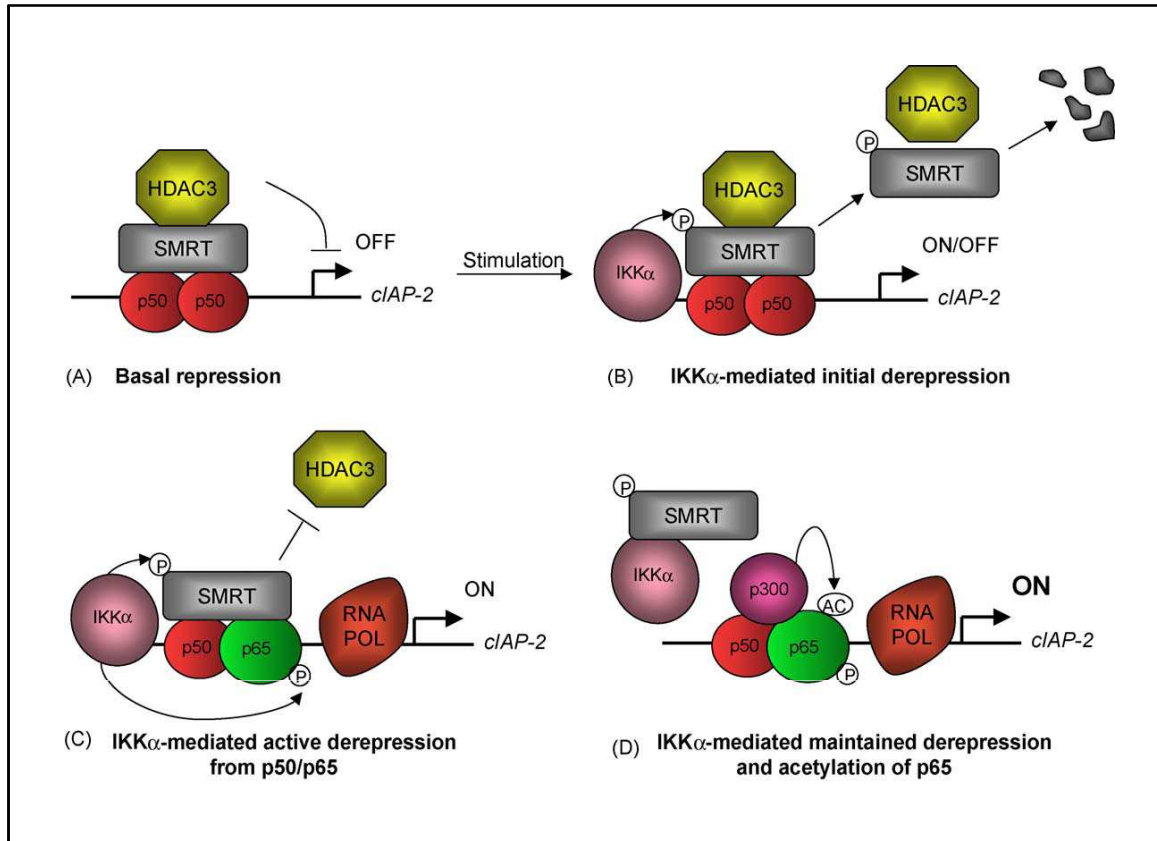 HDAC3
SMRT
p50 p50
OFF
cIAP-2
(A) Basal repression
Stimulation
HDAC3
P
SMRT
HDAC3
P
SMRT
IKKα
p50 p50
ON/OFF
cIAP-2
(B) IKKα-mediated initial derepression
HDAC3
P
SMRT
IKKα
p50 p65
P
RNA
POL
ON
cIAP-2
(C) IKKα-mediated active derepression
from p50/p65
P
SMRT
IKKα
p300
AC
p50 p65
P
RNA
POL
ON
cIAP-2
(D) IKKα-mediated maintained derepression
and acetylation of p65